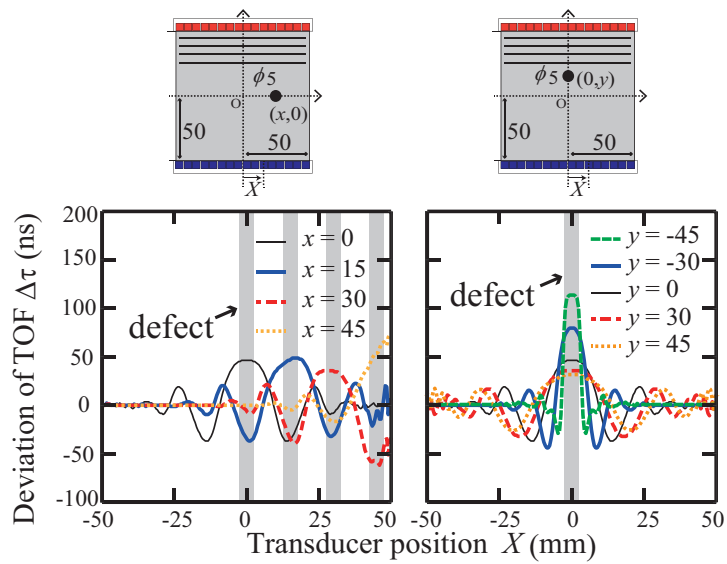 ϕ5
O
(x,0)
50
50
X
ϕ5
(0,y)
O
50
50
X
Deviation of TOF Δτ (ns)
200
150
100
50
0
-50
-100
defect
x = 0
x = 15
x = 30
x = 45
-50
-25
0
25
50
defect
y = -45
y = -30
y = 0
y = 30
y = 45
-50
-25
0
25
50
Transducer position X (mm)